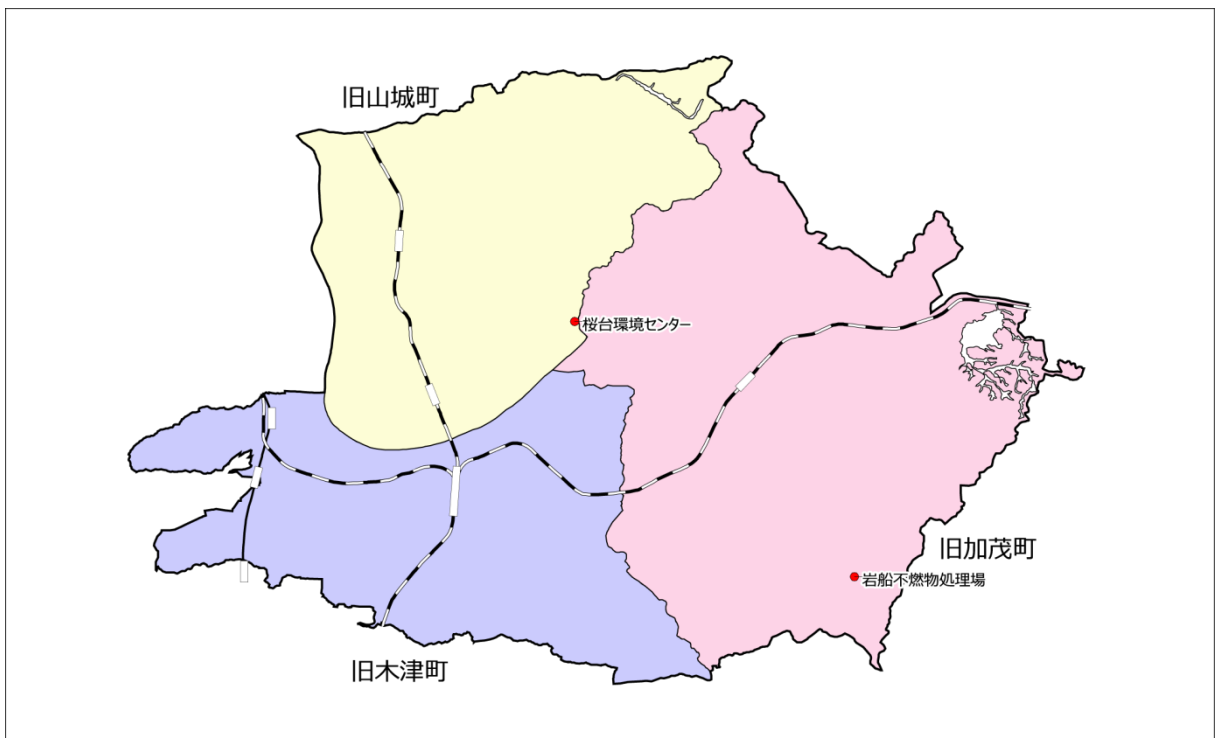 旧山城町
桜台環境センター
旧加茂町
岩船不燃物処理場
旧木津町